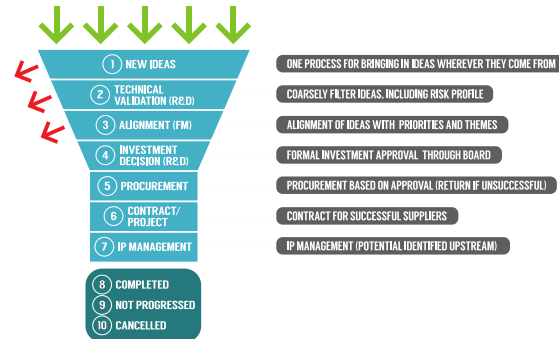 1 NEW IDEAS
ONE PROCESS FOR BRINGING IN IDEAS WHEREVER THEY COME FROM
2 TECHNICAL
VALIDATION (R&D)
COARSELY FILTER IDEAS, INCLUDING RISK PROFILE
3 ALIGNMENT (FM)
ALIGNMENT OF IDEAS WITH PRIORITIES AND THEMES
4 INVESTMENT
DECISION (R&D)
FORMAL INVESTMENT APPROVAL THROUGH BOARD
5 PROCUREMENT
PROCUREMENT BASED ON APPROVAL (RETURN IF UNSUCCESSFUL)
6 CONTRACT/
PROJECT
CONTRACT FOR SUCCESSFUL SUPPLIERS
7 IP MANAGEMENT
IP MANAGEMENT (POTENTIAL IDENTIFIED UPSTREAM)
8 COMPLETED
9 NOT PROGRESSED
10 CANCELLED